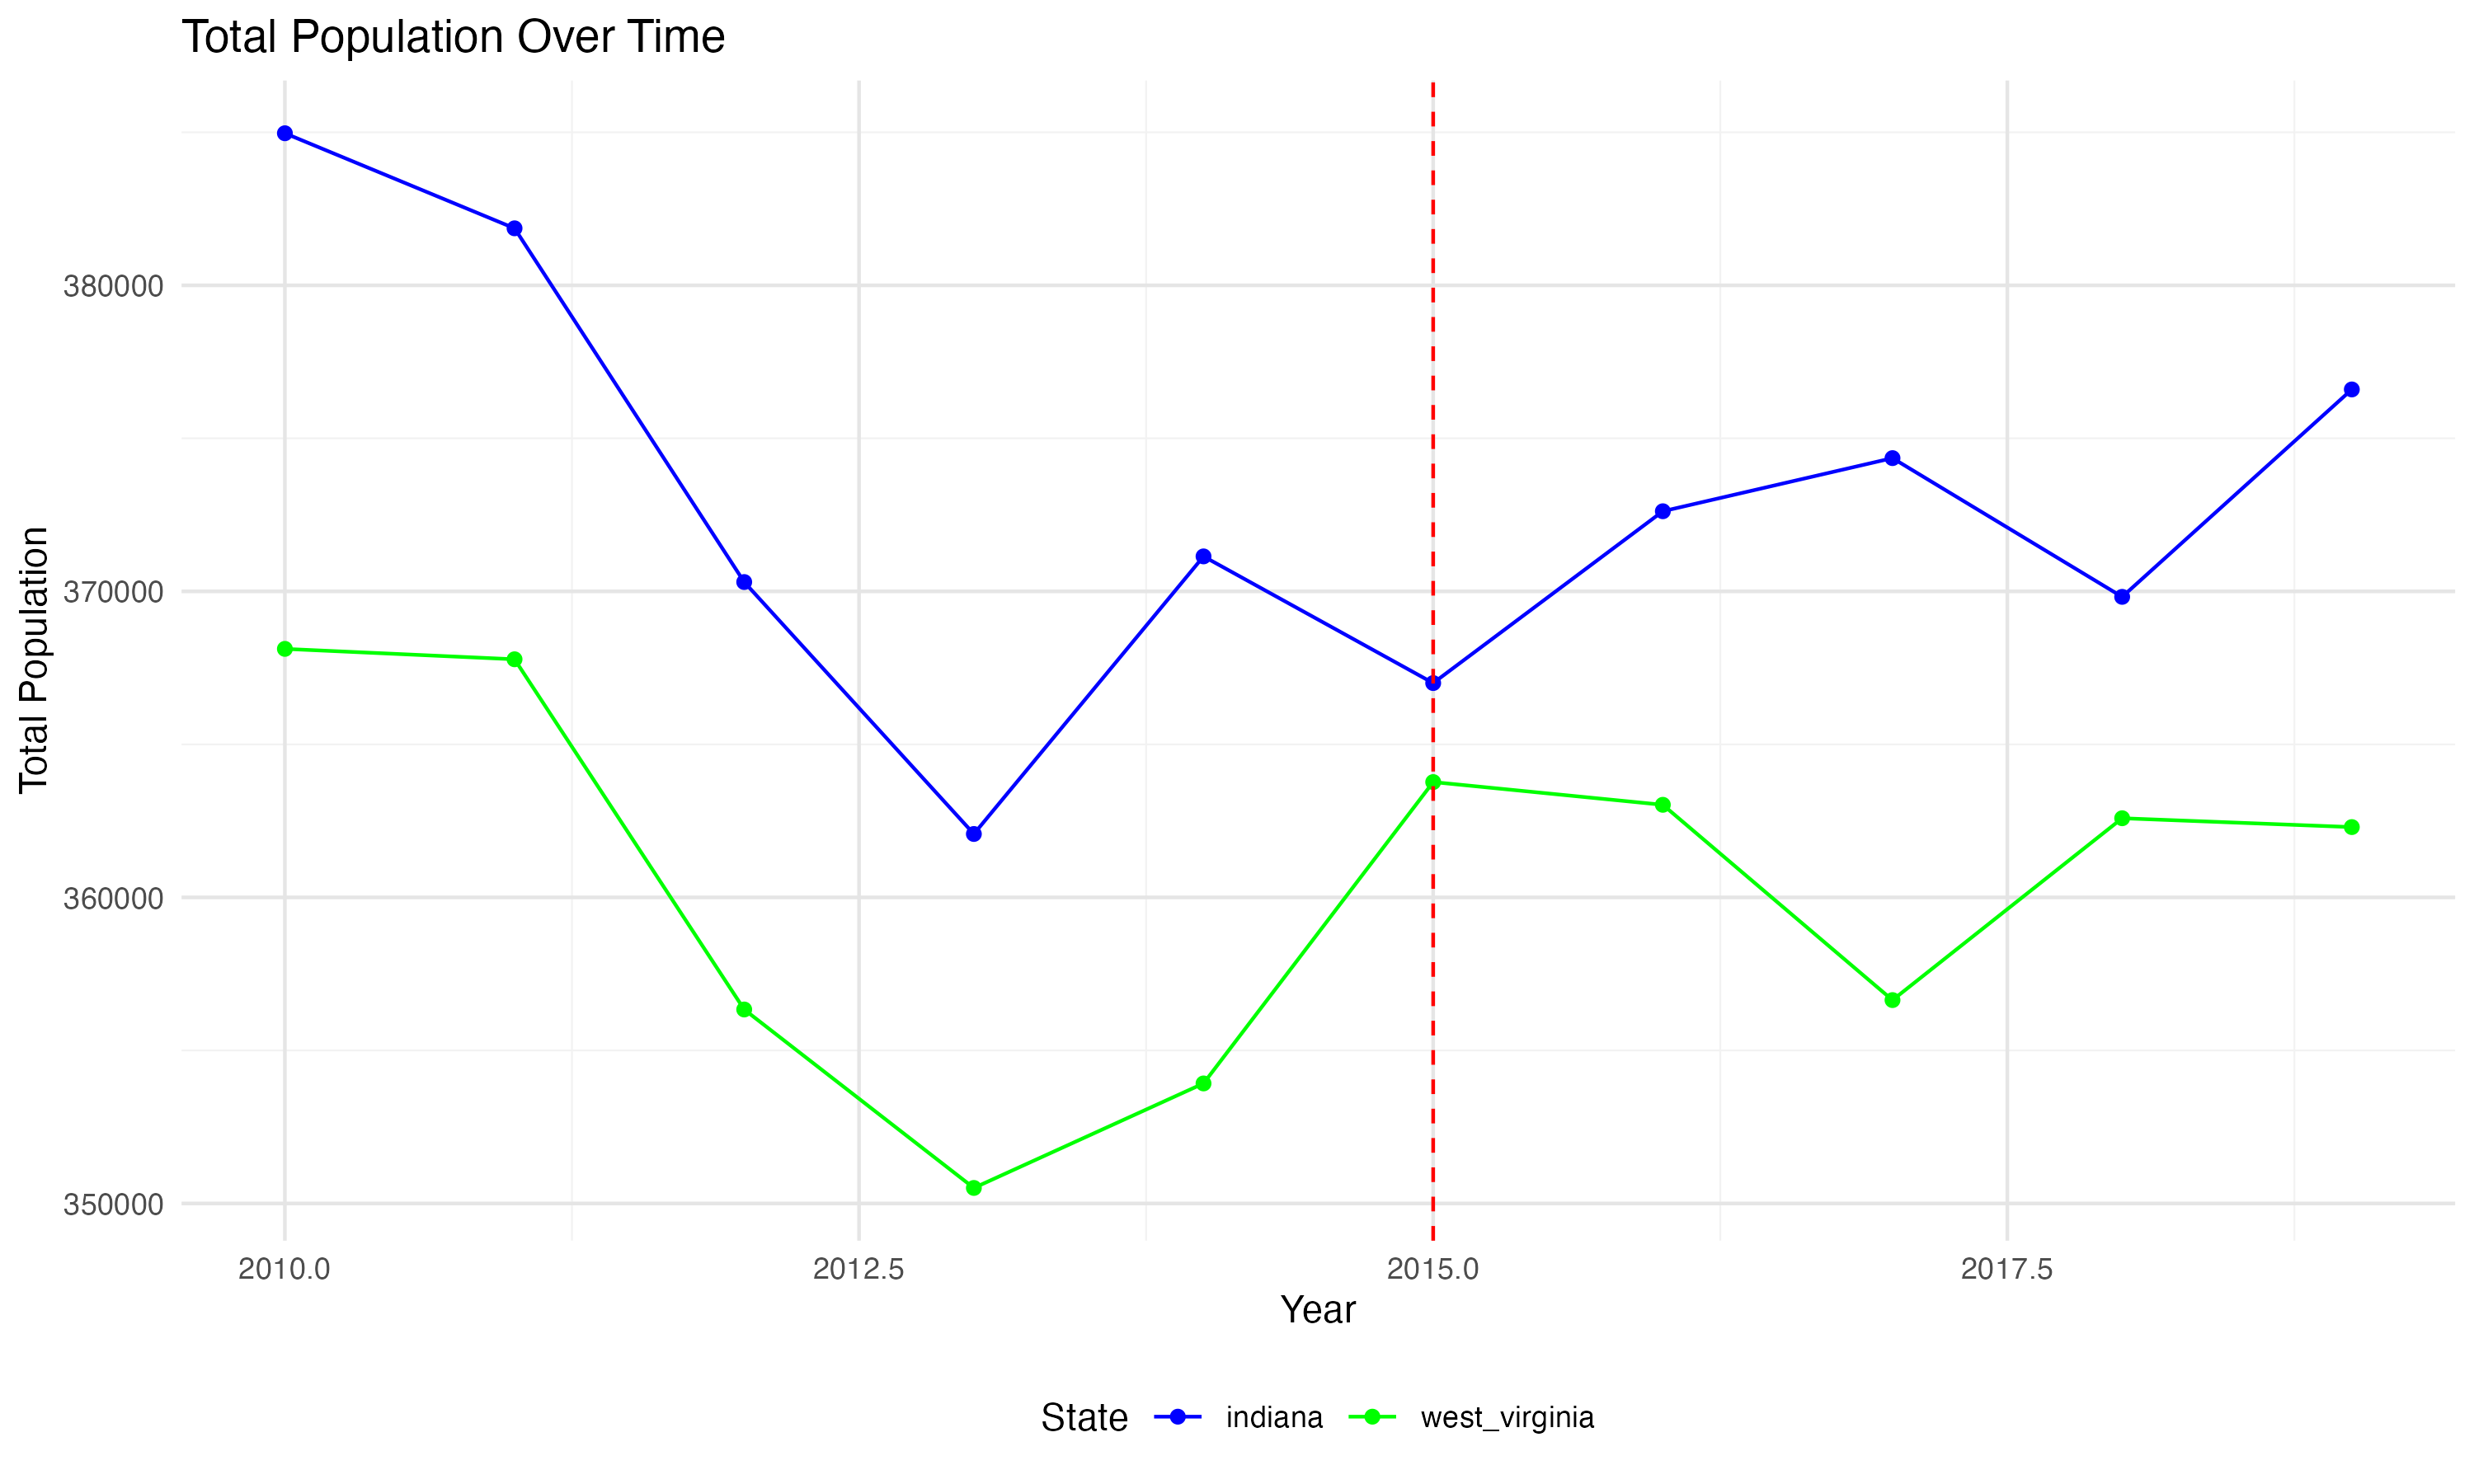 Total Population Over Time
Total Population
380000
370000
360000
350000
2010.0 2012.5 2015.0 2017.5
Year
State indiana west_virginia